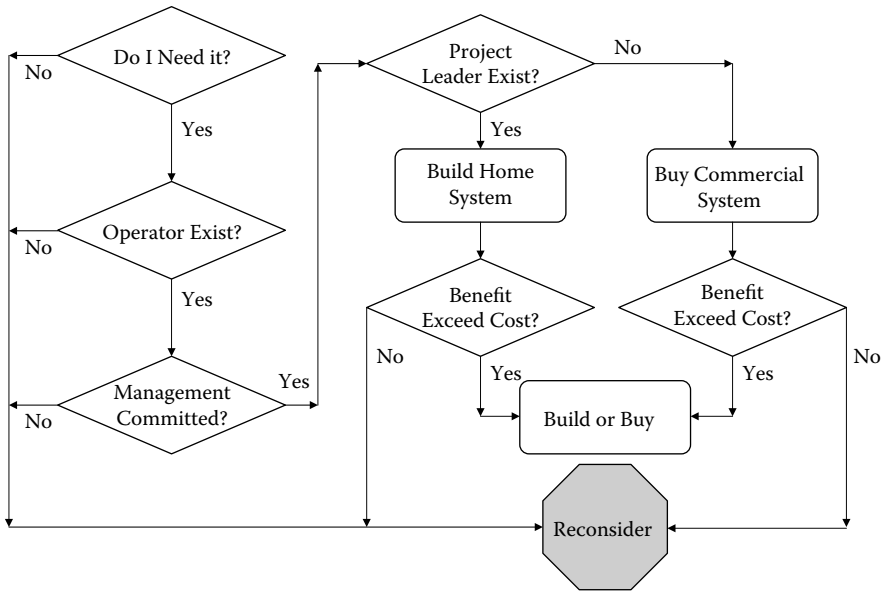 Do I Need it?
No
Yes
Operator Exist?
No
Yes
Management
Committed?
No
Yes
Project
Leader Exist?
No
Yes
Build Home
System
Buy Commercial
System
Benefit
Exceed Cost?
No
Yes
Benefit
Exceed Cost?
No
Yes
Build or Buy
Reconsider